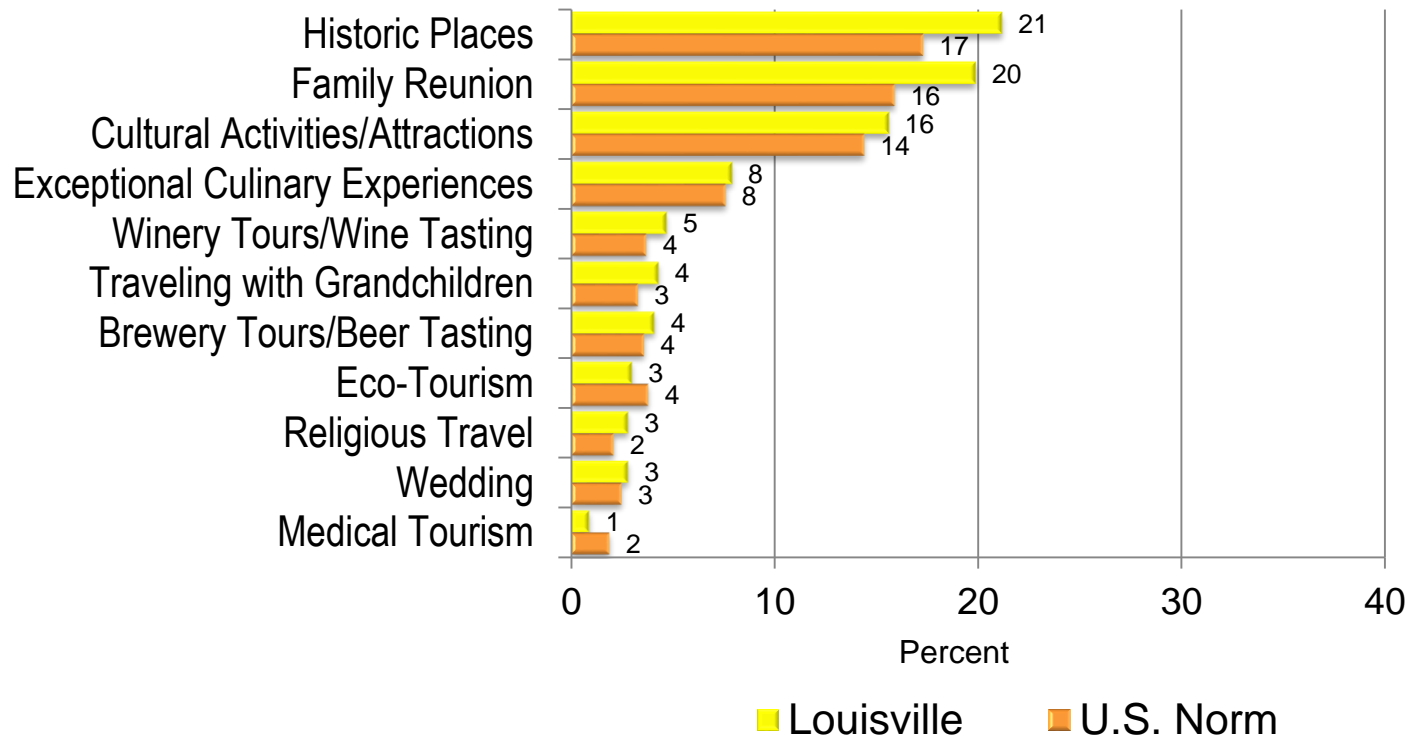 Historic Places 21
17
Family Reunion 20
16
Cultural Activities/Attractions 16
14
Exceptional Culinary Experiences 8
8
Winery Tours/Wine Tasting 5
4
Traveling with Grandchildren 4
3
Brewery Tours/Beer Tasting 4
4
Eco-Tourism 3
4
Religious Travel 3
2
Wedding 3
3
Medical Tourism 1
2
0 10 20 30 40
Percent
Louisville U.S. Norm